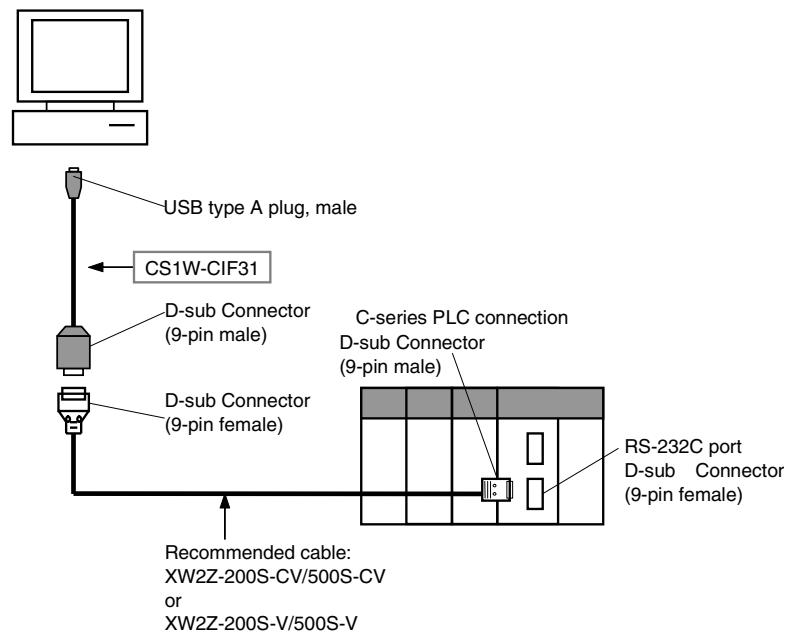 USB type A plug, male
CS1W-CIF31
D-sub Connector
(9-pin male)
C-series PLC connection
D-sub Connector
(9-pin male)
D-sub Connector
(9-pin female)
RS-232C port
D-sub Connector
(9-pin female)
Recommended cable:
XW2Z-200S-CV/500S-CV
or
XW2Z-200S-V/500S-V